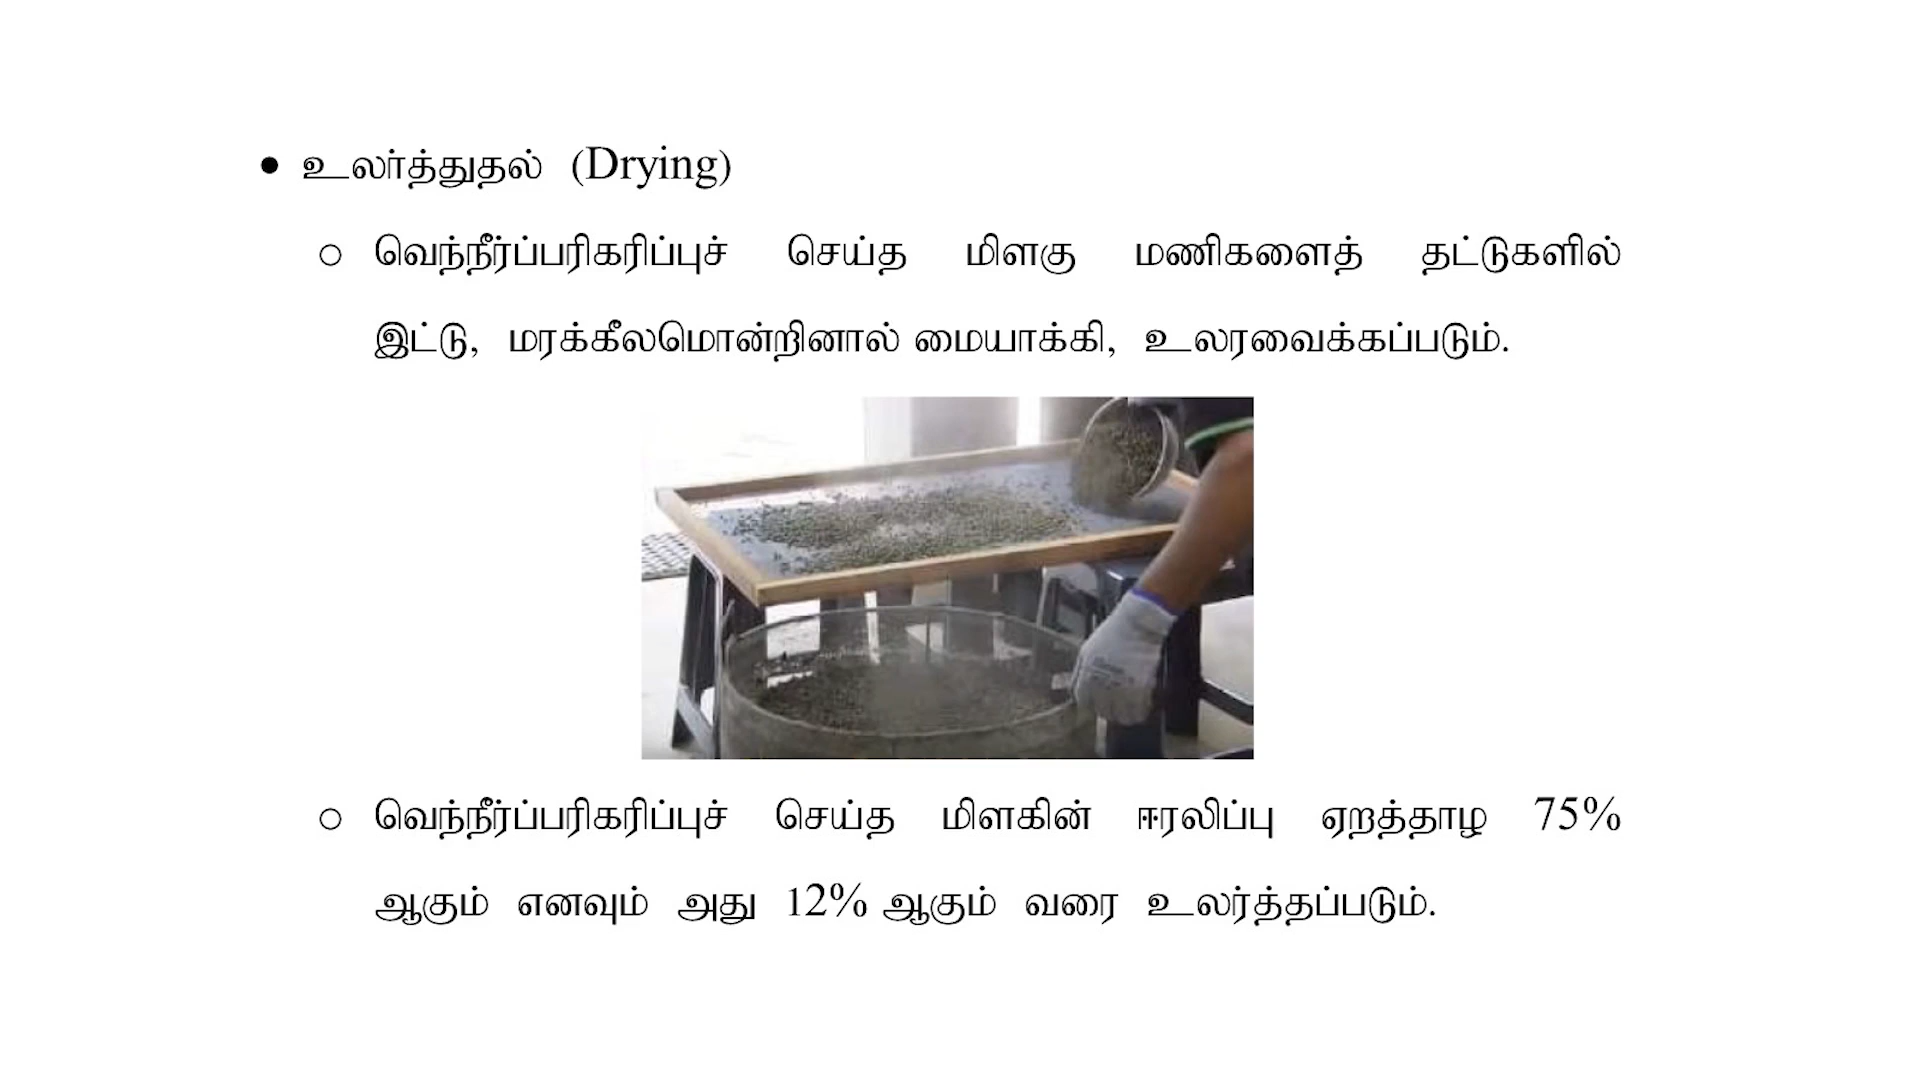 • உலர்த்துதல் (Drying)
o வெந்நீர்ப்பரிகரிப்புச் செய்த மிளகு மணிகளைத் தட்டுகளில்
இட்டு, மரக்கீலமொன்றினால் மையாக்கி, உலரவைக்கப்படும்.
o வெந்நீர்ப்பரிகரிப்புச் செய்த மிளகின் ஈரலிப்பு ஏறத்தாழ 75%
ஆகும் எனவும் அது 12% ஆகும் வரை உலர்த்தப்படும்.